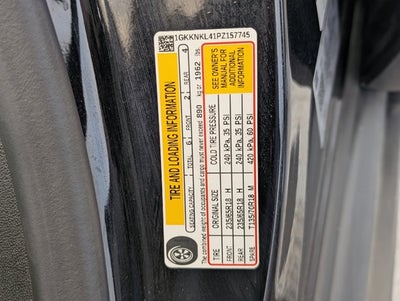 1GKKNKL41PZ157745
TIRE AND LOADING INFORMATION
SEATING CAPACITY TOTAL 6 FRONT 2 REAR 4
The combined weight of occupants and cargo must never exceed 890 kg or 1962 lbs.
TIRE ORIGINAL SIZE COLD TIRE PRESSURE
FRONT 235/65R18 H 240 kPa, 35 PSI
REAR 235/65R18 H 240 kPa, 35 PSI
SPARE T135/70R18 M 420 kPa, 60 PSI
SEE OWNER'S
MANUAL FOR
ADDITIONAL
INFORMATION